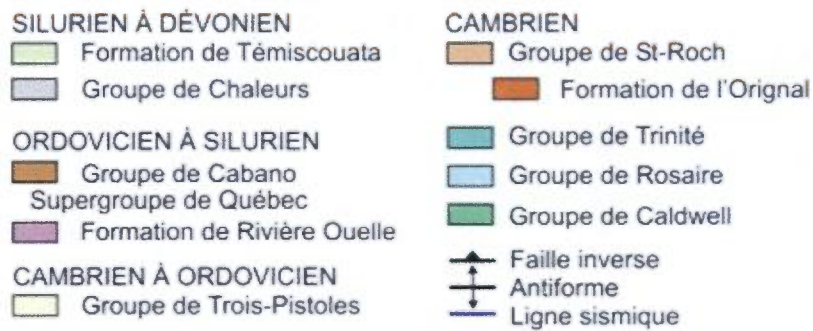 SILURIEN À DÉVONIEN
Formation de Témiscouata
Groupe de Chaleurs
ORDOVICIEN À SILURIEN
Groupe de Cabano
Supergroupe de Québec
Formation de Rivière Ouelle
CAMBRIEN À ORDOVICIEN
Groupe de Trois-Pistoles
CAMBRIEN
Groupe de St-Roch
Formation de l'Orignal
Groupe de Trinité
Groupe de Rosaire
Groupe de Caldwell
Faille inverse
Antiforme
Ligne sismique